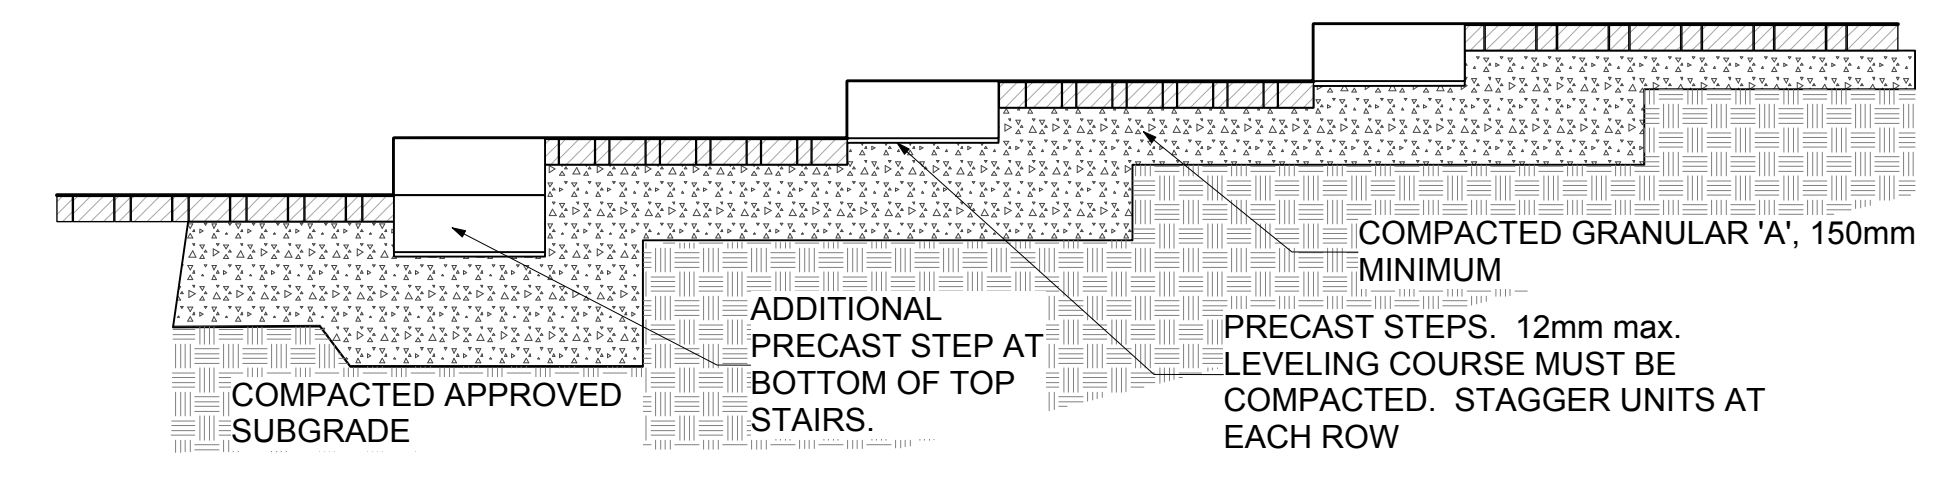 COMPACTED GRANULAR 'A', 150mm
MINIMUM
ADDITIONAL
PRECAST STEP AT
BOTTOM OF TOP
STAIRS.
PRECAST STEPS.  12mm max.
LEVELING COURSE MUST BE
COMPACTED.  STAGGER UNITS AT
EACH ROW
COMPACTED APPROVED
SUBGRADE